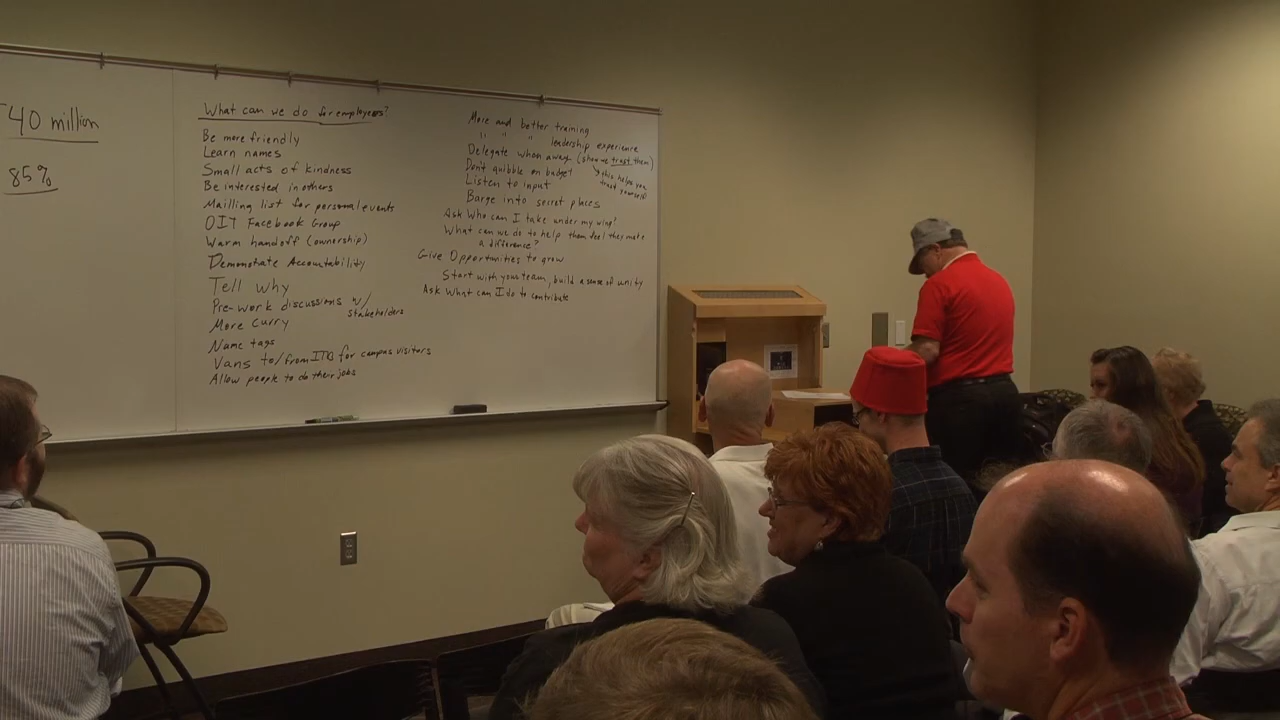 40 million
85%
What can we do for employees?
Be more friendly
Learn names
Small acts of kindness
Be interested in others
Mailling list for personal events
OIT Facebook Group
Warm handoff (ownership)
Demonstrate Accountability
Tell Why
Pre-work discussions w/
stakeholders
More Curry
Name tags
Vans to/from ITB for campus visitors
Allow people to do their jobs
More and better training
" " " leadership experience
Delegate when away (show we trust them)
Don't quibble on budget
↳ this helps you
trust yourself)
Listen to input
Barge into secret places
Ask Who can I take under my wing?
What can we do to help them feel they make
a difference?
Give Opportunities to grow
Start with your team, build a sense of unity
Ask What can I do to contribute